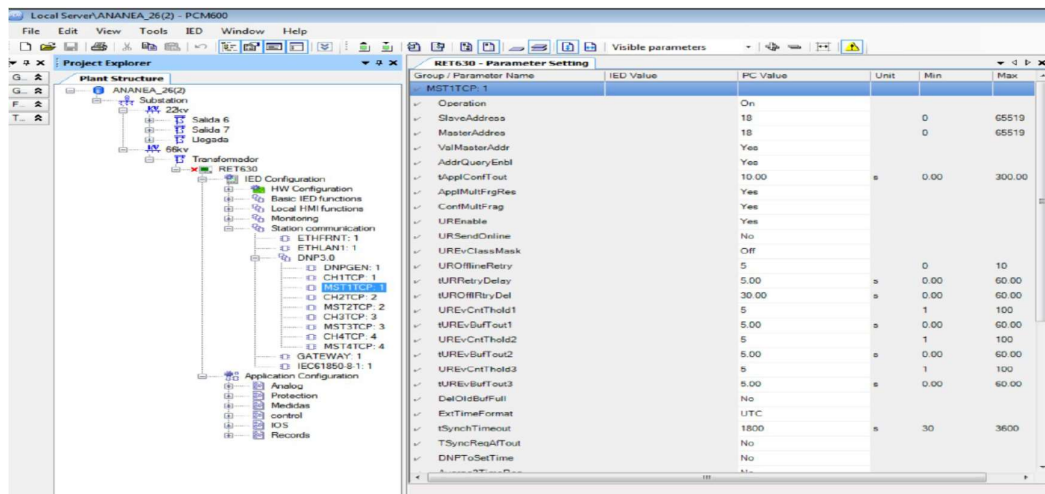 Local Server\ANANEA_26(2) - PCM600
File Edit View Tools IED Window Help
Visible parameters
Project Explorer
Plant Structure
G...
G...
F...
T...
ANANEA_26(2)
Substation
22kv
Salida 6
Salida 7
Llegada
66kv
Transformador
RET630
IED Configuration
HW Configuration
Basic IED functions
Local HMI functions
Monitoring
Station communication
ETHFRNT: 1
ETHLAN1: 1
DNP3.0
DNPGEN: 1
CH1TCP: 1
MST1TCP: 1
CH2TCP: 2
MST2TCP: 2
CH3TCP: 3
MST3TCP: 3
CH4TCP: 4
MST4TCP: 4
GATEWAY: 1
IEC61850-8-1: 1
Application Configuration
Analog
Protection
Medidas
control
IOS
Records
RET630 - Parameter Setting
Group / Parameter Name IED Value PC Value Unit Min Max
MST1TCP: 1
Operation On
SlaveAddress 18 0 65519
MasterAddres 18 0 65519
ValMasterAddr Yes
AddrQueryEnbl Yes
tApplConfTout 10.00 s 0.00 300.00
ApplMultFrgRes Yes
ConfMultFrag Yes
UREnable Yes
URSendOnline No
UREvClassMask Off
UROfflineRetry 5 0 10
tURRetryDelay 5.00 s 0.00 60.00
tUROfflRtryDel 30.00 s 0.00 60.00
UREvCntThold1 5 1 100
tUREvBufTout1 5.00 s 0.00 60.00
UREvCntThold2 5 1 100
tUREvBufTout2 5.00 s 0.00 60.00
UREvCntThold3 5 1 100
tUREvBufTout3 5.00 s 0.00 60.00
DelOldBufFull No
ExtTimeFormat UTC
tSynchTimeout 1800 s 30 3600
TSyncReqAfTout No
DNPToSetTime No